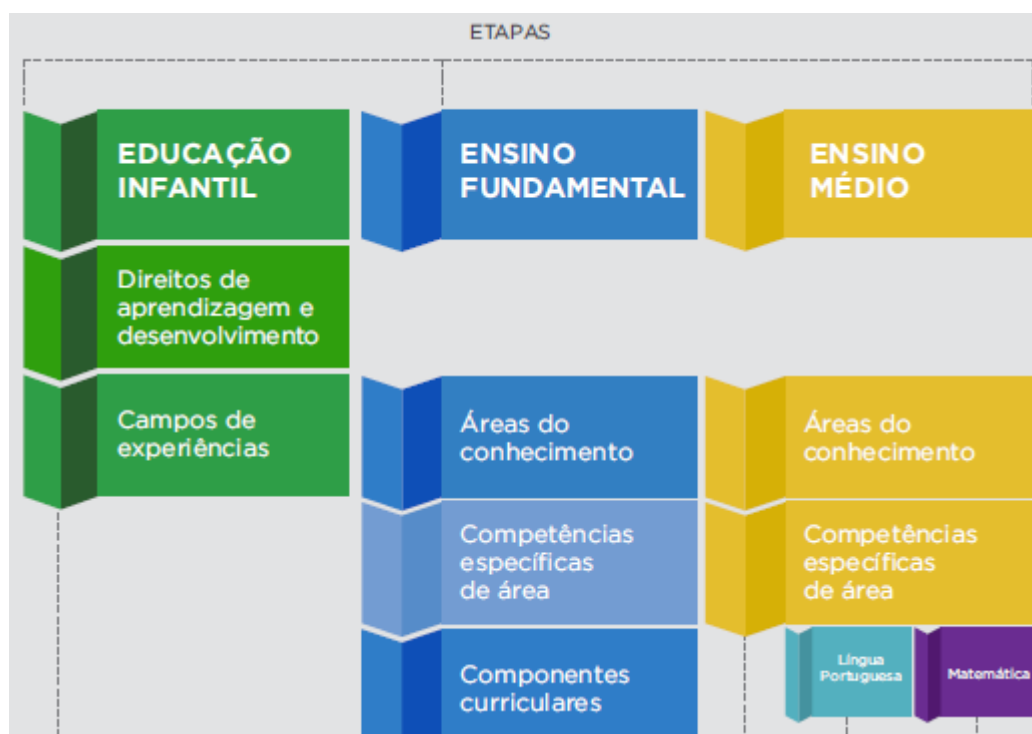 ETAPAS
EDUCAÇÃO
INFANTIL
ENSINO
FUNDAMENTAL
ENSINO
MÉDIO
Direitos de
aprendizagem e
desenvolvimento
Campos de
experiências
Áreas do
conhecimento
Áreas do
conhecimento
Competências
específicas
de área
Competências
específicas
de área
Componentes
curriculares
Língua
Portuguesa
Matemática